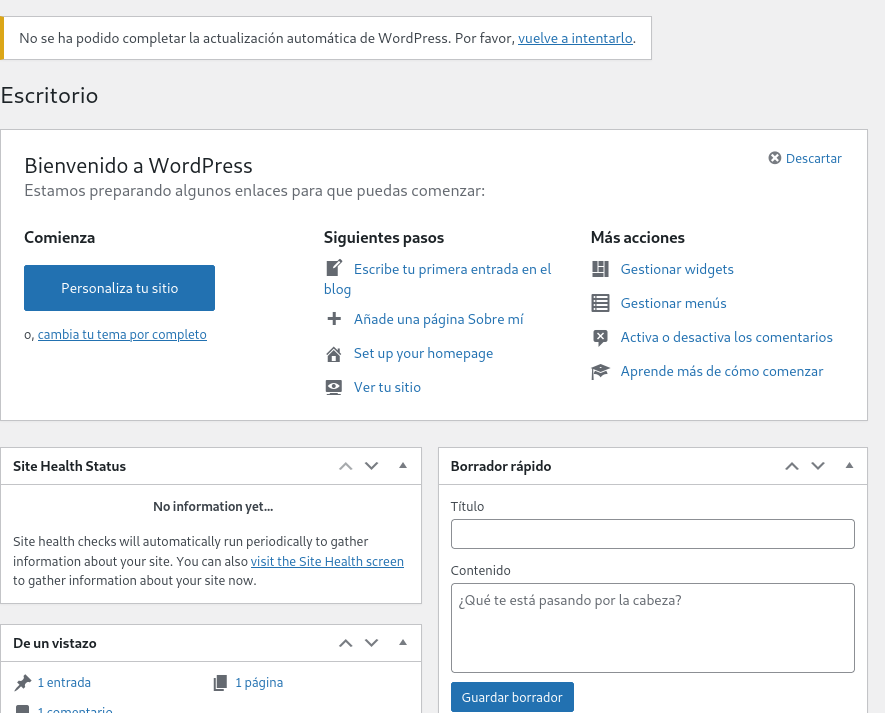 No se ha podido completar la actualización automática de WordPress. Por favor, vuelve a intentarlo.
Escritorio
Bienvenido a WordPress
Descartar
Estamos preparando algunos enlaces para que puedas comenzar:
Comienza
Personaliza tu sitio
o, cambia tu tema por completo
Siguientes pasos
Escribe tu primera entrada en el
blog
Añade una página Sobre mí
Set up your homepage
Ver tu sitio
Más acciones
Gestionar widgets
Gestionar menús
Activa o desactiva los comentarios
Aprende más de cómo comenzar
Site Health Status
No information yet...
Site health checks will automatically run periodically to gather
information about your site. You can also visit the Site Health screen
to gather information about your site now.
De un vistazo
1 entrada
1 página
1 comentario
Borrador rápido
Título
Contenido
¿Qué te está pasando por la cabeza?
Guardar borrador